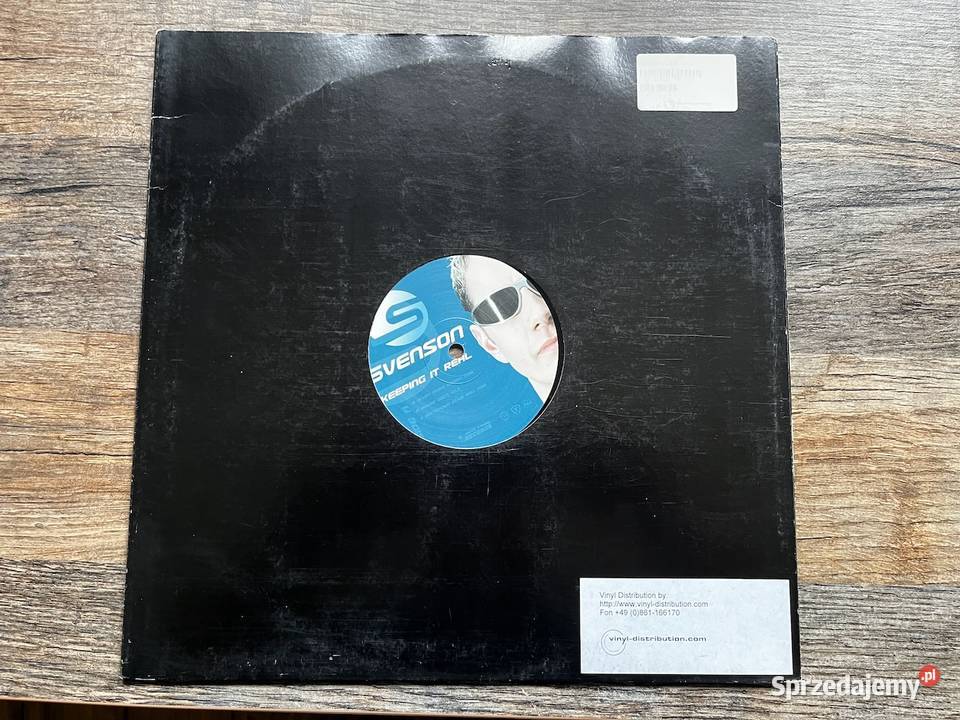 S
SVENSON
KEEPING IT REAL
Vinyl Distribution by:
http://www.vinyl-distribution.com
Fon +49 (0)861-166170
vinyl-distribution.com
Sprzedajemy.pl